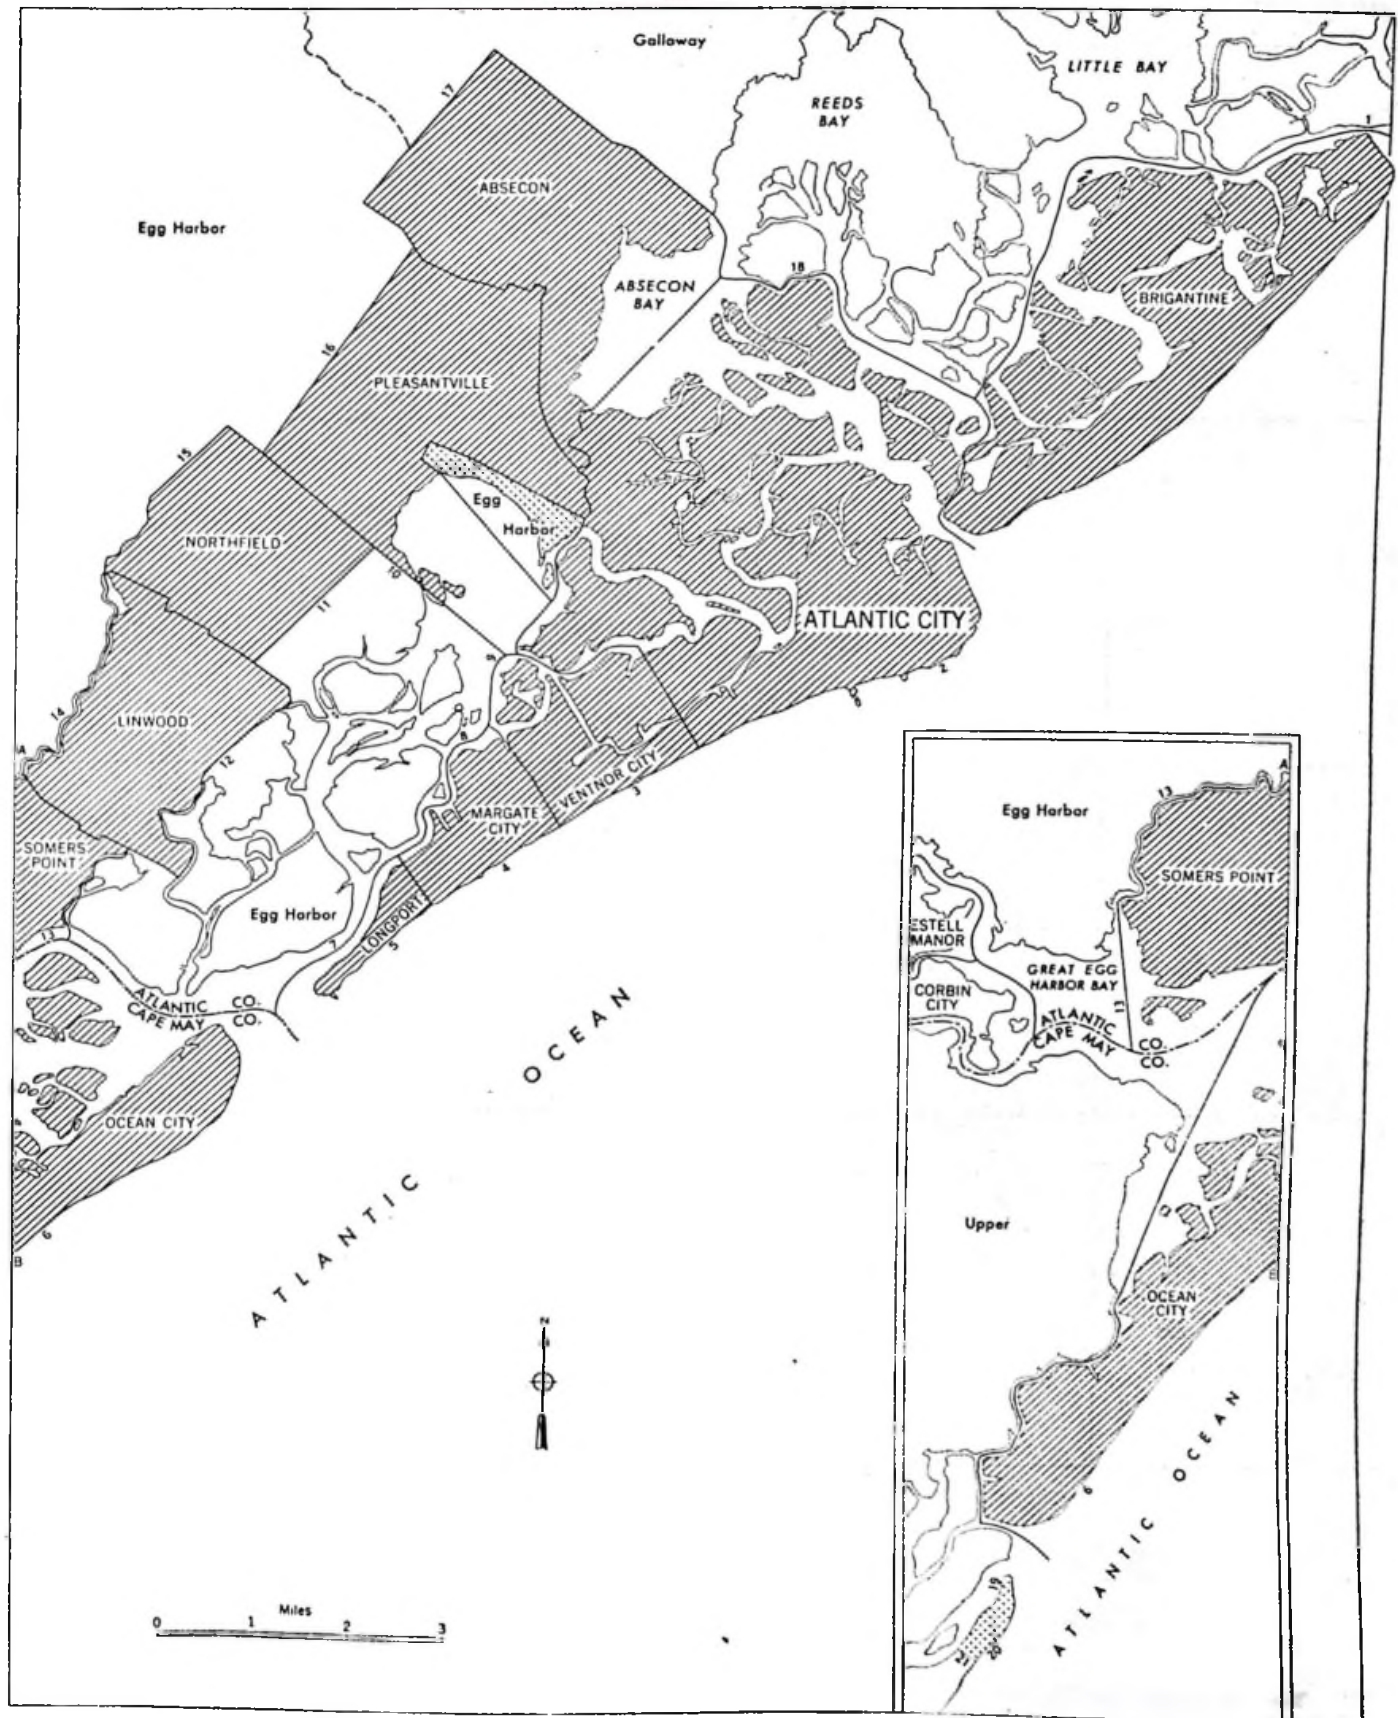 Galloway
LITTLE BAY
REEDS
BAY
17
1
ABSECON
Egg Harbor
18
ABSECON
BAY
BRIGANTINE
16
PLEASANTVILLE
15
Egg
Harbor
NORTHFIELD
10
11
ATLANTIC CITY
9
2
14
LINWOOD
A
12
8
VENTNOR CITY
3
MARGATE
CITY
SOMERS
POINT
4
Egg Harbor
LONGPORT
5
7
13
ATLANTIC CO.
CAPE MAY CO.
OCEAN CITY
6
B
ATLANTIC OCEAN
N
Miles
0 1 2 3
A
13
Egg Harbor
SOMERS POINT
ESTELL
MANOR
GREAT EGG
HARBOR BAY
CORBIN
CITY
13
ATLANTIC CO.
CAPE MAY CO.
Upper
OCEAN
CITY
6
ATLANTIC OCEAN
19
20
21